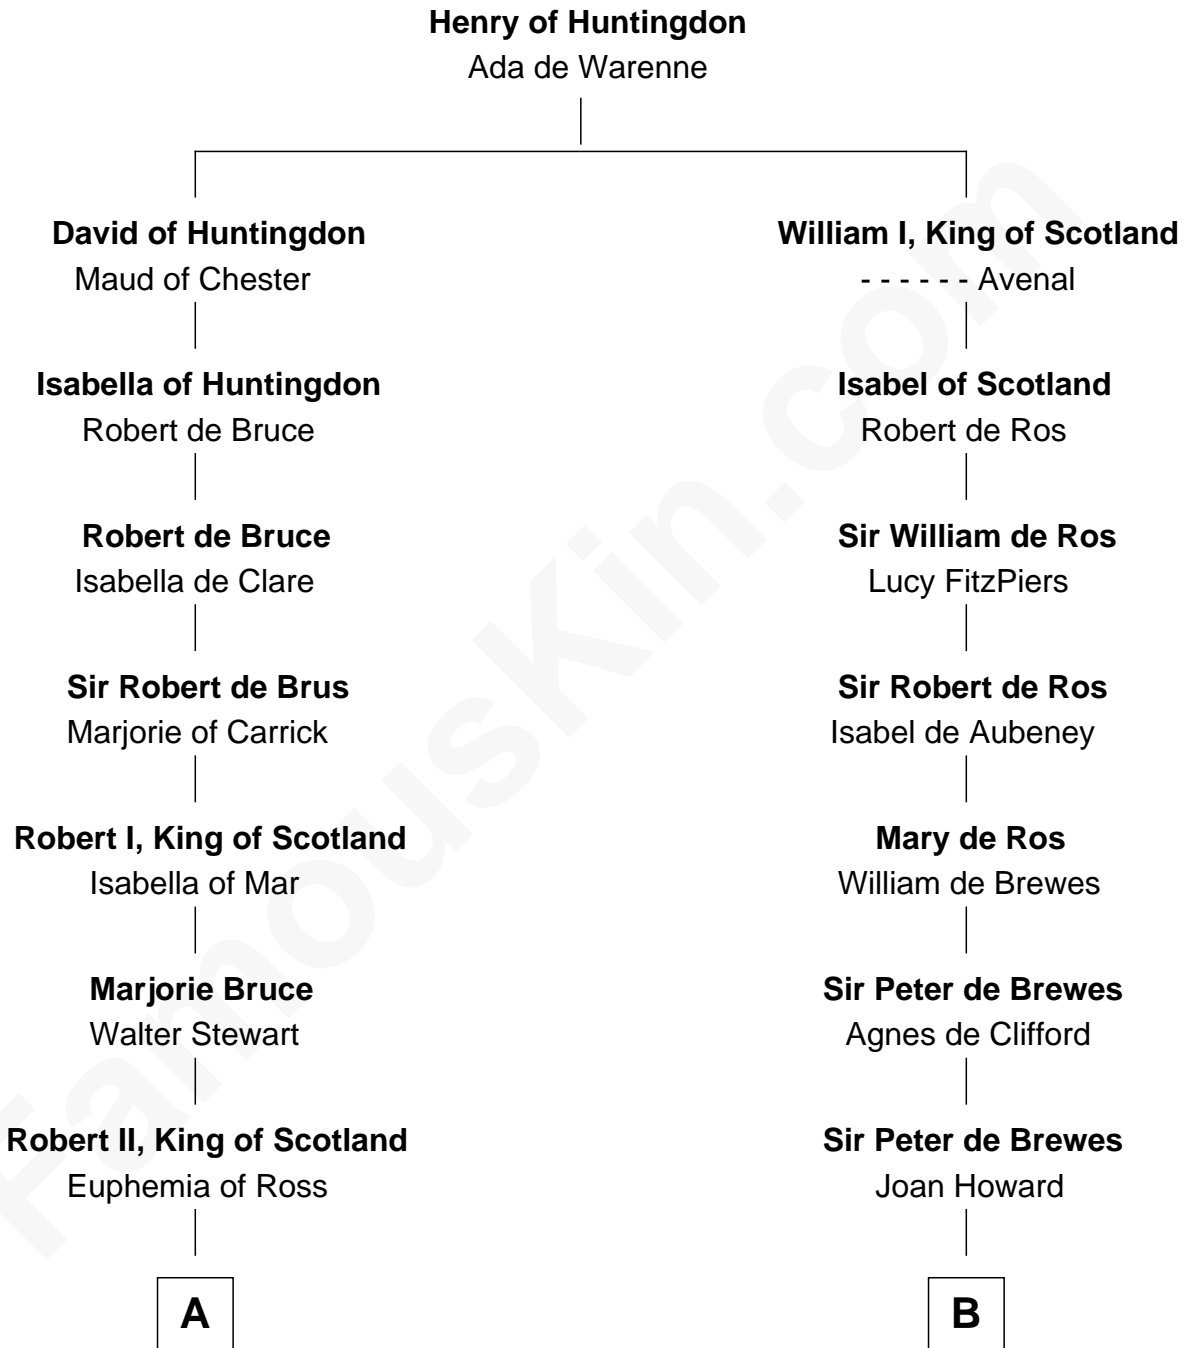 Henry of Huntingdon
Ada de Warenne
David of Huntingdon
Maud of Chester
Isabella of Huntingdon
Robert de Bruce
Robert de Bruce
Isabella de Clare
Sir Robert de Brus
Marjorie of Carrick
Robert I, King of Scotland
Isabella of Mar
Marjorie Bruce
Walter Stewart
Robert II, King of Scotland
Euphemia of Ross
A
William I, King of Scotland
- - - - - - Avenal
Isabel of Scotland
Robert de Ros
Sir William de Ros
Lucy FitzPiers
Sir Robert de Ros
Isabel de Aubeney
Mary de Ros
William de Brewes
Sir Peter de Brewes
Agnes de Clifford
Sir Peter de Brewes
Joan Howard
B
FamousKin.com